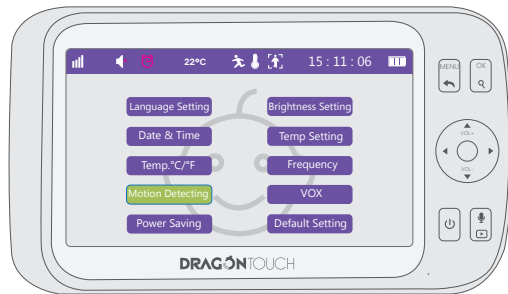 22ºC 15 : 11 : 06
Language Setting
Brightness Setting
Date & Time
Temp Setting
Temp.°C/°F
Frequency
Motion Detecting
VOX
Power Saving
Default Setting
DRAGONTOUCH
MENU
OK
VOL+
VOL-